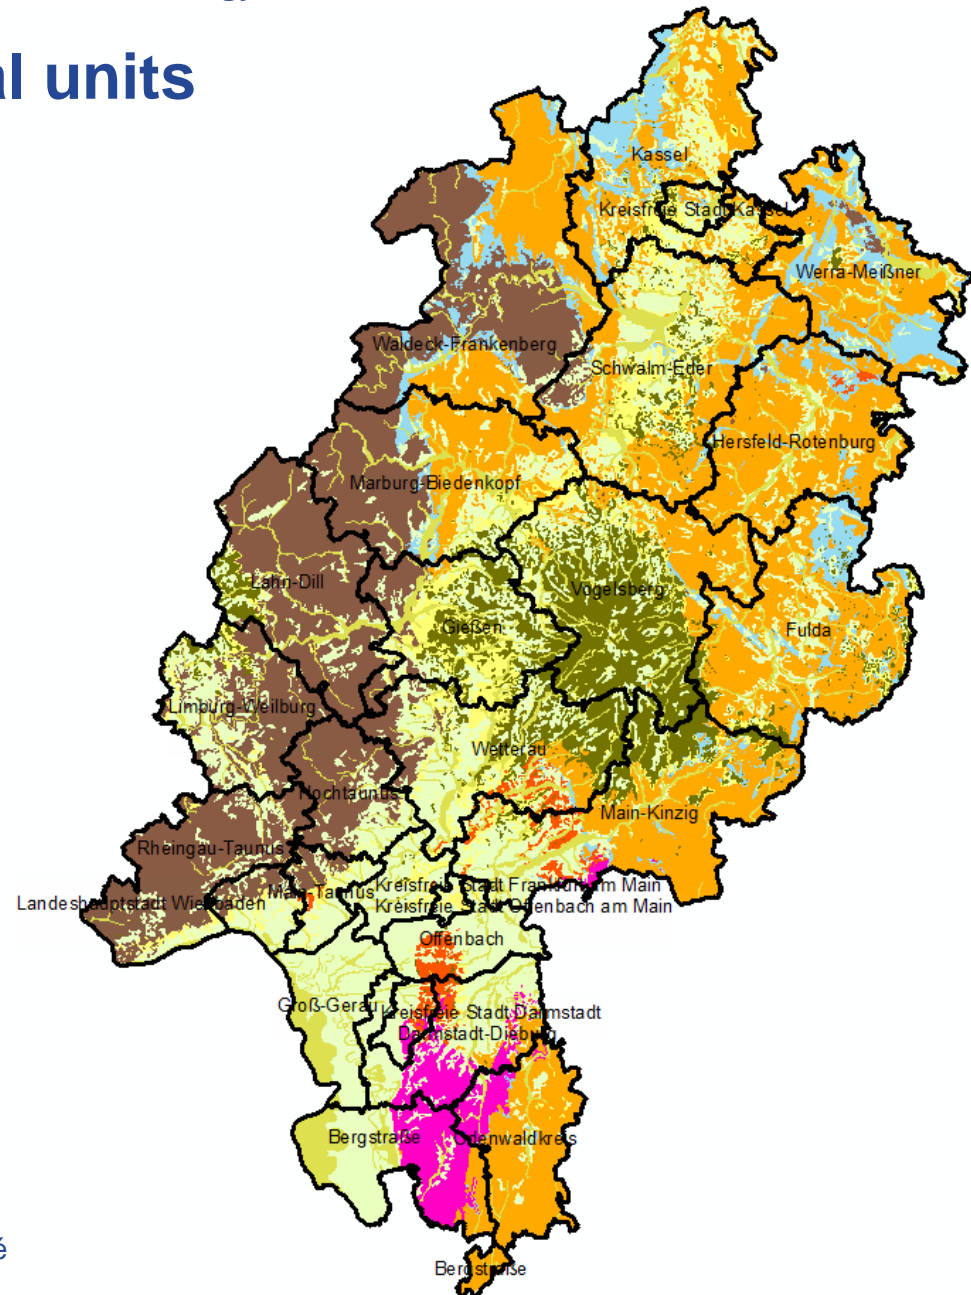 al units
Kassel
Kreisfreie Stadt Kassel
Werra-Meißner
Waldeck-Frankenberg
Schwalm-Eder
Hersfeld-Rotenburg
Marburg-Biedenkopf
Lahn-Dill
Vogelsberg
Gießen
Fulda
Limburg-Weilburg
Wetterau
Hochtaunus
Main-Kinzig
Rheingau-Taunus
Main-Taunus
Kreisfreie Stadt Frankfurt am Main
Landeshauptstadt Wiesbaden
Kreisfreie Stadt Offenbach am Main
Offenbach
Groß-Gerau
Kreisfreie Stadt Darmstadt
Darmstadt-Dieburg
Bergstraße
Odenwaldkreis
é
Bergstraße